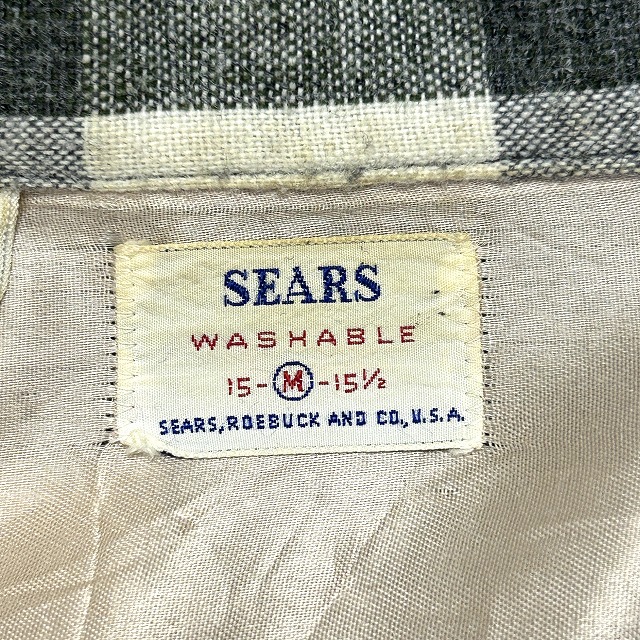 SEARS
WASHABLE
15-M-15½
SEARS, ROEBUCK AND CO., U.S.A.